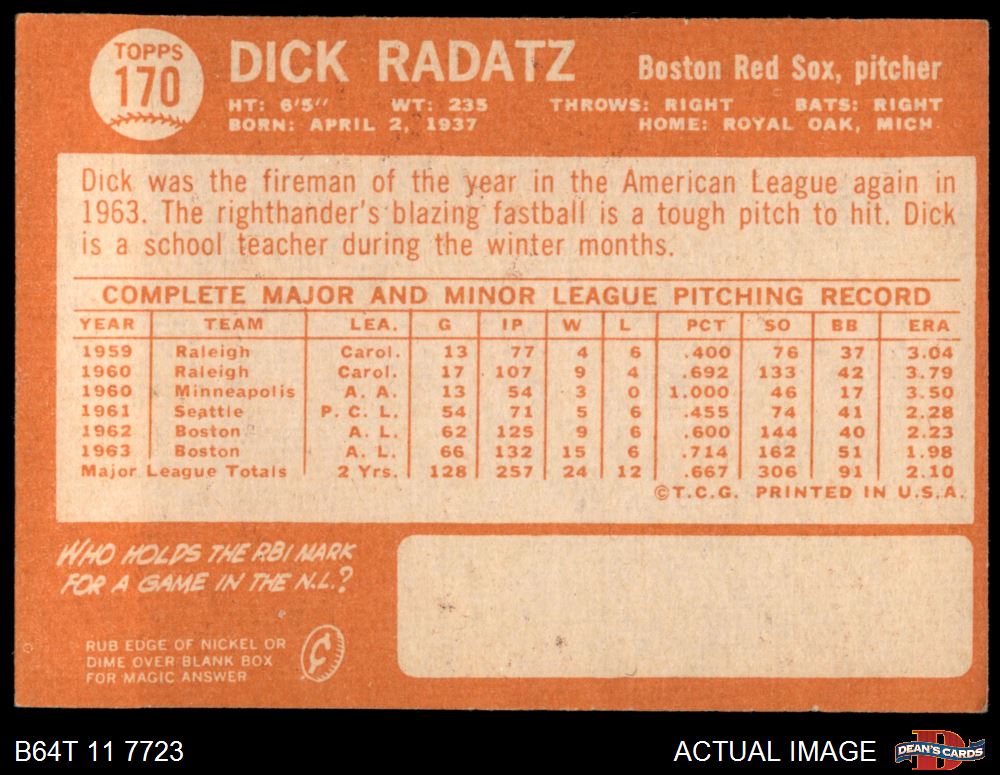 TOPPS
170
DICK RADATZ
Boston Red Sox, pitcher
HT: 6'5" WT: 235 THROWS: RIGHT BATS: RIGHT
BORN: APRIL 2, 1937 HOME: ROYAL OAK, MICH.
Dick was the fireman of the year in the American League again in
1963. The righthander's blazing fastball is a tough pitch to hit. Dick
is a school teacher during the winter months.
COMPLETE MAJOR AND MINOR LEAGUE PITCHING RECORD
YEAR TEAM LEA. G IP W L PCT SO BB ERA
1959 Raleigh Carol. 13 77 4 6 .400 76 37 3.04
1960 Raleigh Carol. 17 107 9 4 .692 133 42 3.79
1960 Minneapolis A. A. 13 54 3 0 1.000 46 17 3.50
1961 Seattle P. C. L. 54 71 5 6 .455 74 41 2.28
1962 Boston A. L. 62 125 9 6 .600 144 40 2.23
1963 Boston A. L. 66 132 15 6 .714 162 51 1.98
Major League Totals 2 Yrs. 128 257 24 12 .667 306 91 2.10
©T.C.G. PRINTED IN U.S.A.
WHO HOLDS THE RBI MARK
FOR A GAME IN THE N.L.?
RUB EDGE OF NICKEL OR
DIME OVER BLANK BOX
FOR MAGIC ANSWER
¢
B64T 11 7723
ACTUAL IMAGE
DEAN'S CARDS